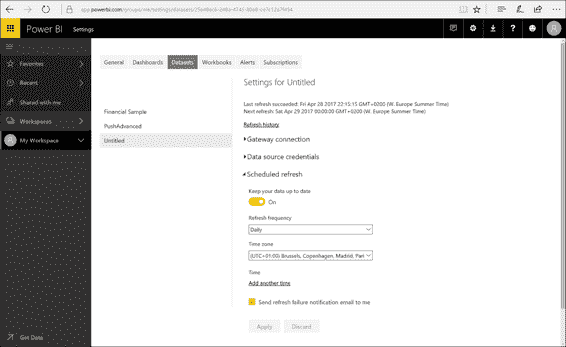 app.powerbi.com/groups/me/settings/datasets/
Power BI Settings
Favorites
Recent
Shared with me
Workspaces
My Workspace
Get Data
General Dashboards Datasets Workbooks Alerts Subscriptions
Financial Sample
PushAdvanced
Untitled
Settings for Untitled
Last refresh succeeded: Fri Apr 28 2017 22:15:15 GMT+0200 (W. Europe Summer Time)
Next refresh: Sat Apr 29 2017 00:00:00 GMT+0200 (W. Europe Summer Time)
Refresh history
Gateway connection
Data source credentials
Scheduled refresh
Keep your data up to date
On
Refresh frequency
Daily
Time zone
(UTC+01:00) Brussels, Copenhagen, Madrid, Pari
Time
Add another time
Send refresh failure notification email to me
Apply Discard